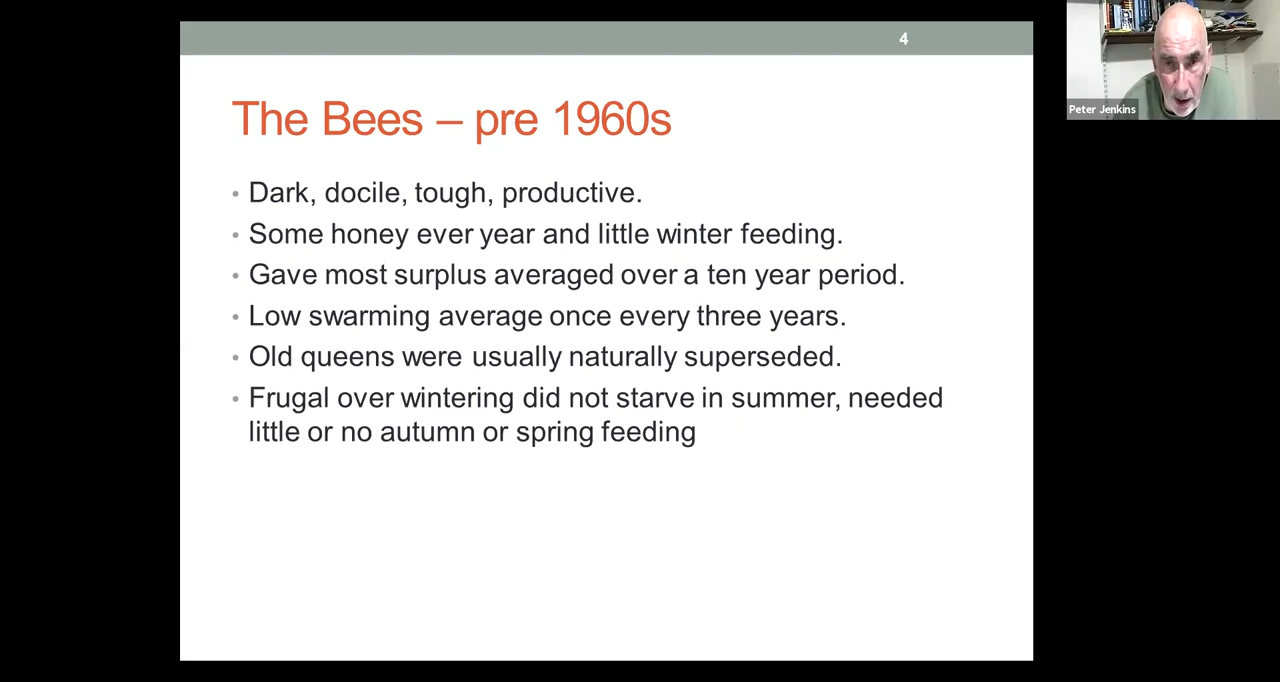 4
Peter Jenkins
The Bees – pre 1960s
• Dark, docile, tough, productive.
• Some honey ever year and little winter feeding.
• Gave most surplus averaged over a ten year period.
• Low swarming average once every three years.
• Old queens were usually naturally superseded.
• Frugal over wintering did not starve in summer, needed
little or no autumn or spring feeding